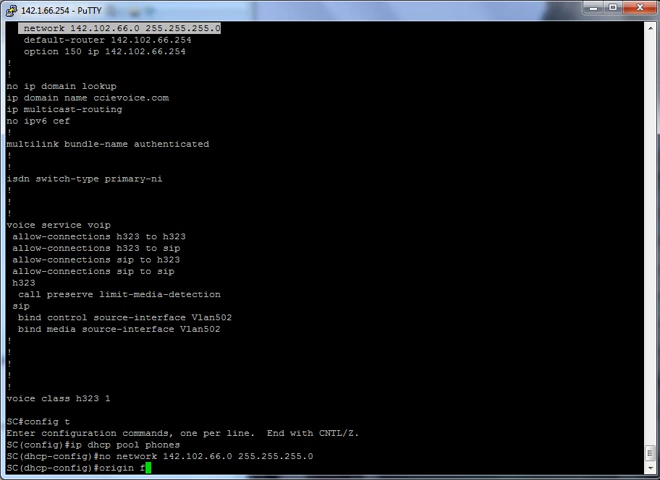 142.1.66.254 - PuTTY
network 142.102.66.0 255.255.255.0
default-router 142.102.66.254
option 150 ip 142.102.66.254
!
!
no ip domain lookup
ip domain name ccievoice.com
ip multicast-routing
no ipv6 cef
!
multilink bundle-name authenticated
!
!
isdn switch-type primary-ni
!
!
!
voice service voip
allow-connections h323 to h323
allow-connections h323 to sip
allow-connections sip to h323
allow-connections sip to sip
h323
call preserve limit-media-detection
sip
bind control source-interface Vlan502
bind media source-interface Vlan502
!
!
!
!
!
voice class h323 1
SC#config t
Enter configuration commands, one per line.  End with CNTL/Z.
SC(config)#ip dhcp pool phones
SC(dhcp-config)#no network 142.102.66.0 255.255.255.0
SC(dhcp-config)#origin f